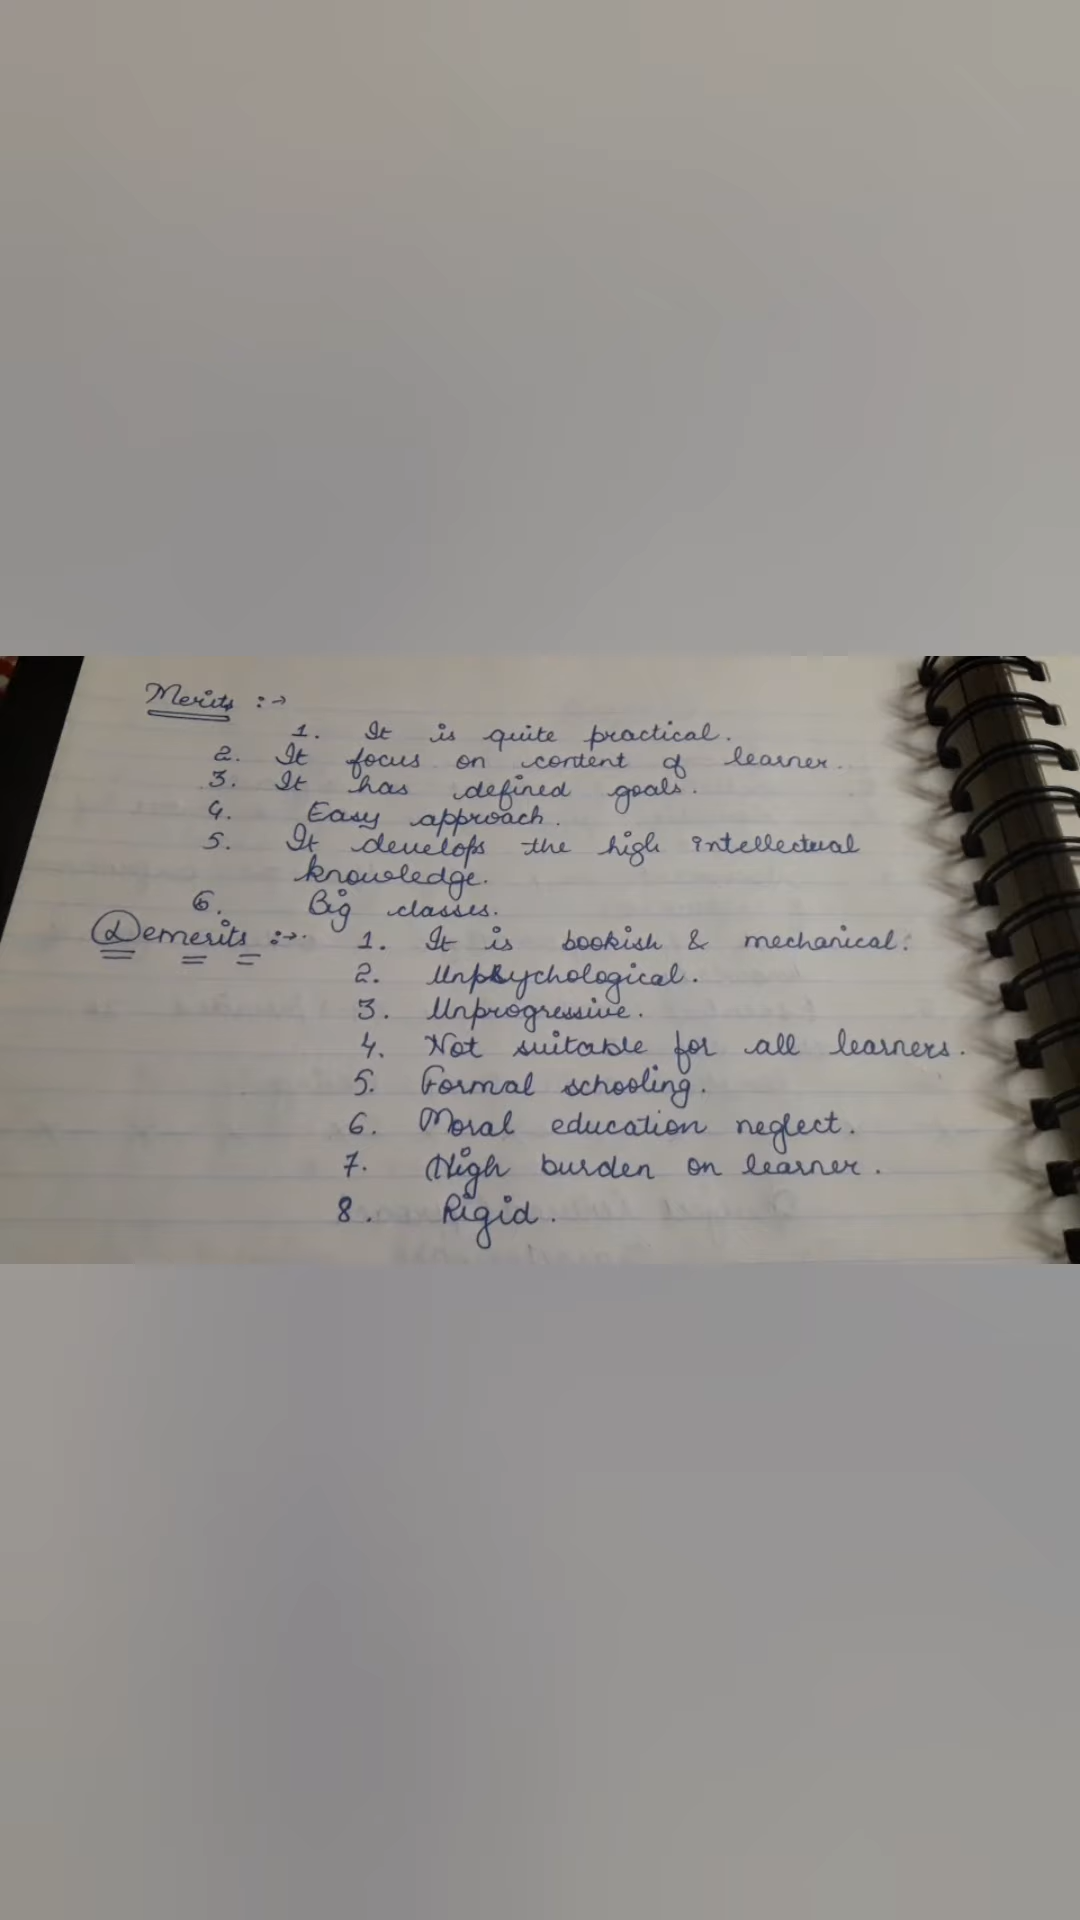 Merits :→
1. It is quite practical.
2. It focus on content of learner.
3. It has defined goals.
4. Easy approach.
5. It develops the high intellectual
knowledge.
6. Big classes.
Demerits :→. 1. It is bookish & mechanical.
2. Unpsychological.
3. Unprogressive.
4. Not suitable for all learners.
5. Formal schooling.
6. Moral education neglect.
7. High burden on learner.
8. Rigid.